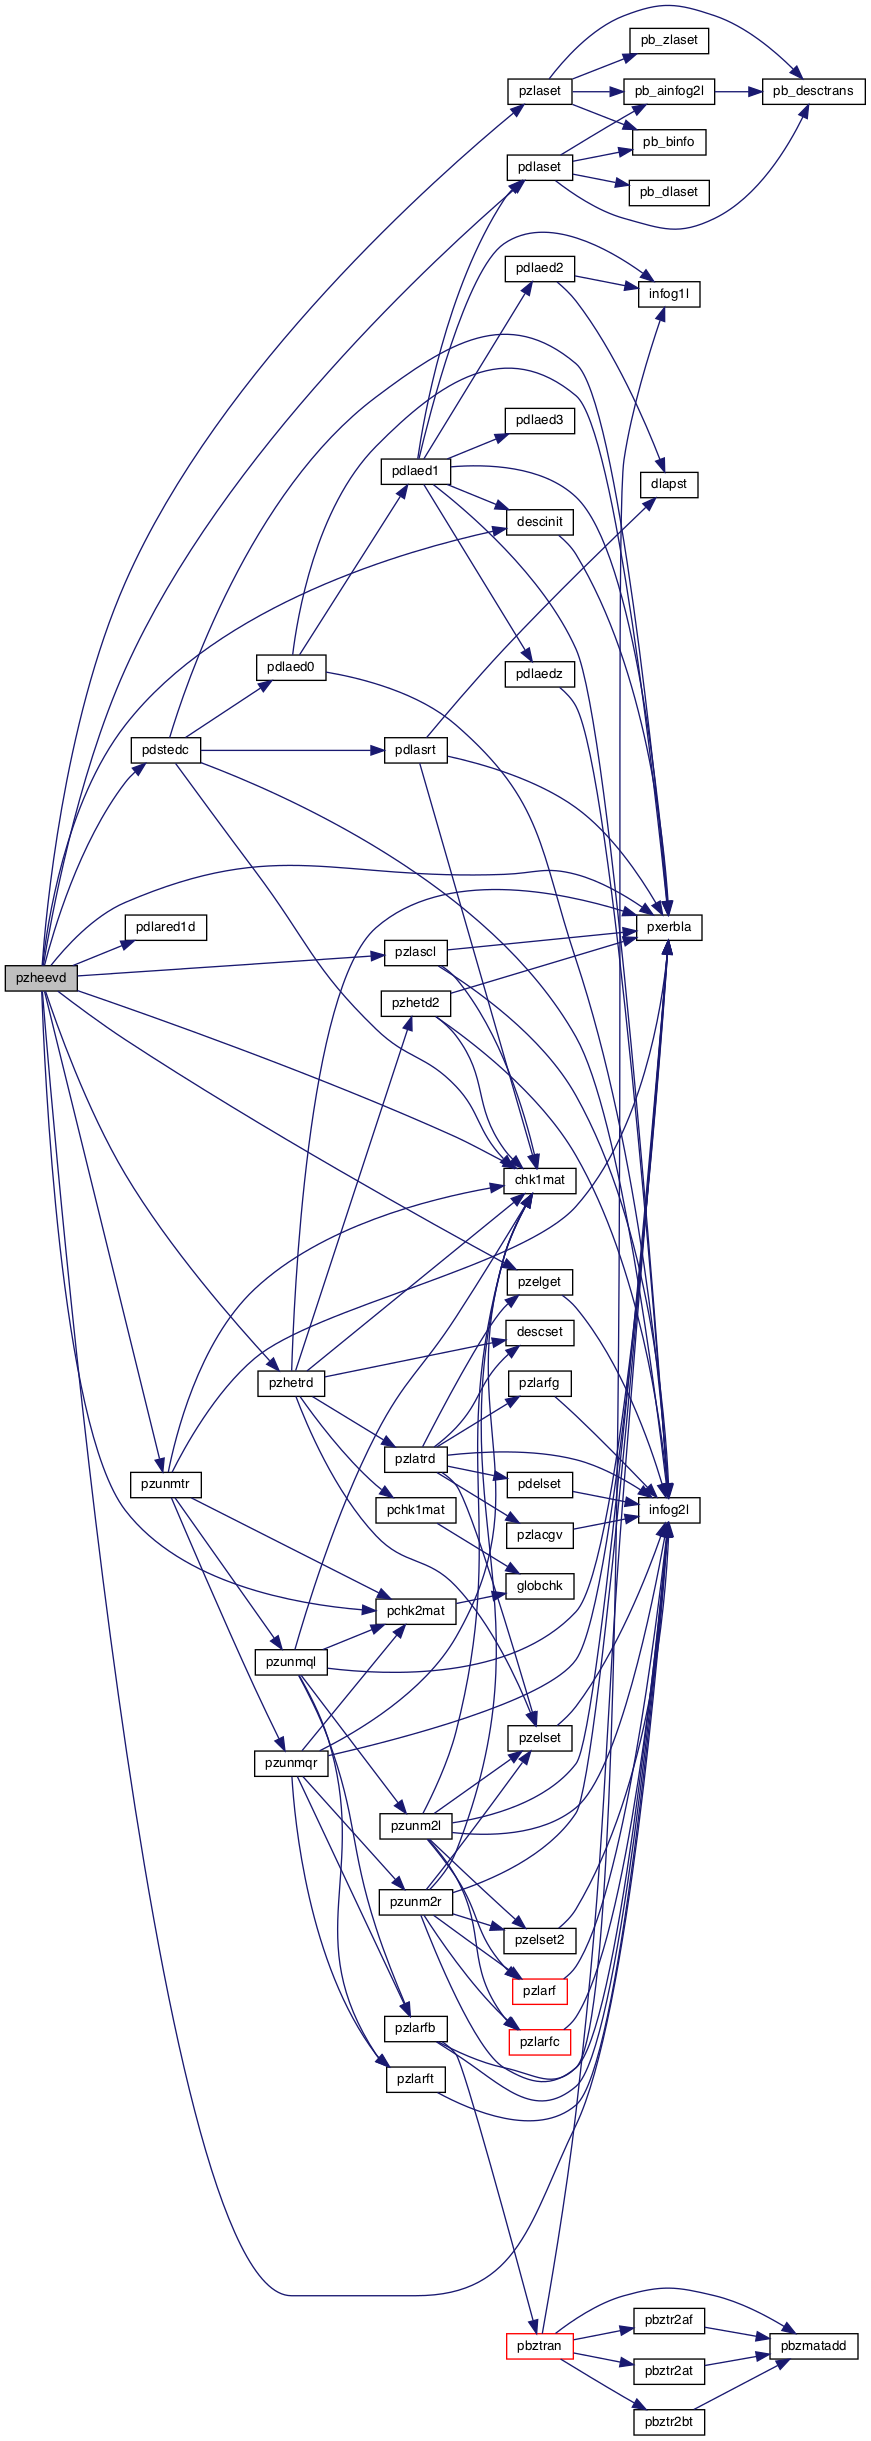 pb_zlaset
pzlaset
pb_ainfog2l
pb_desctrans
pb_binfo
pdlaset
pb_dlaset
pdlaed2
infog1l
pdlaed3
pdlaed1
dlapst
descinit
pdlaed0
pdlaedz
pdstedc
pdlasrt
pdlared1d
pxerbla
pzlascl
pzheevd
pzhetd2
chk1mat
pzelget
descset
pzhetrd
pzlarfg
pzlatrd
pzunmtr
pdelset
pchk1mat
infog2l
pzlacgv
globchk
pchk2mat
pzunmql
pzelset
pzunmqr
pzunm2l
pzunm2r
pzelset2
pzlarf
pzlarfb
pzlarfc
pzlarft
pbztr2af
pbztran
pbzmatadd
pbztr2at
pbztr2bt